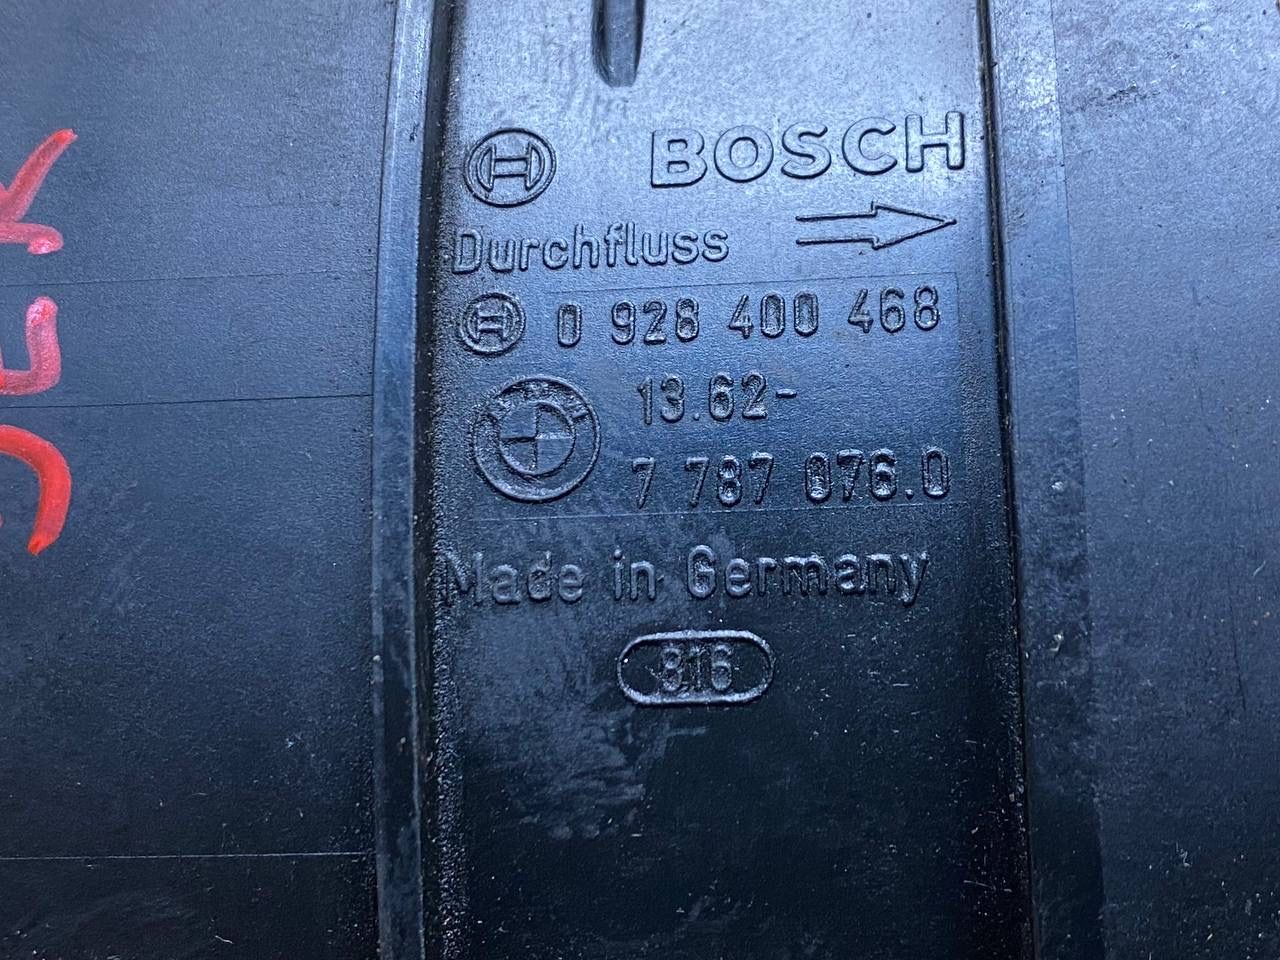 BOSCH
Durchfluss
0 928 400 468
13.62-
7 787 076.0
Made in Germany
816